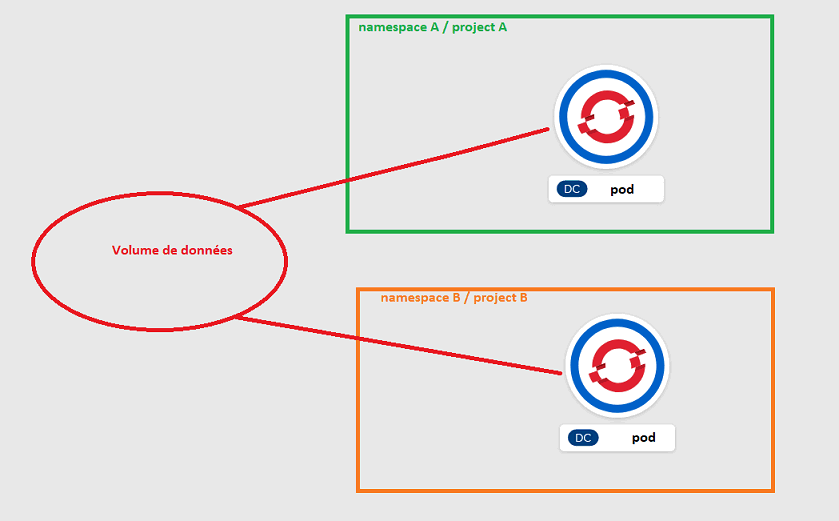 namespace A / project A
DC pod
Volume de données
namespace B / project B
DC pod